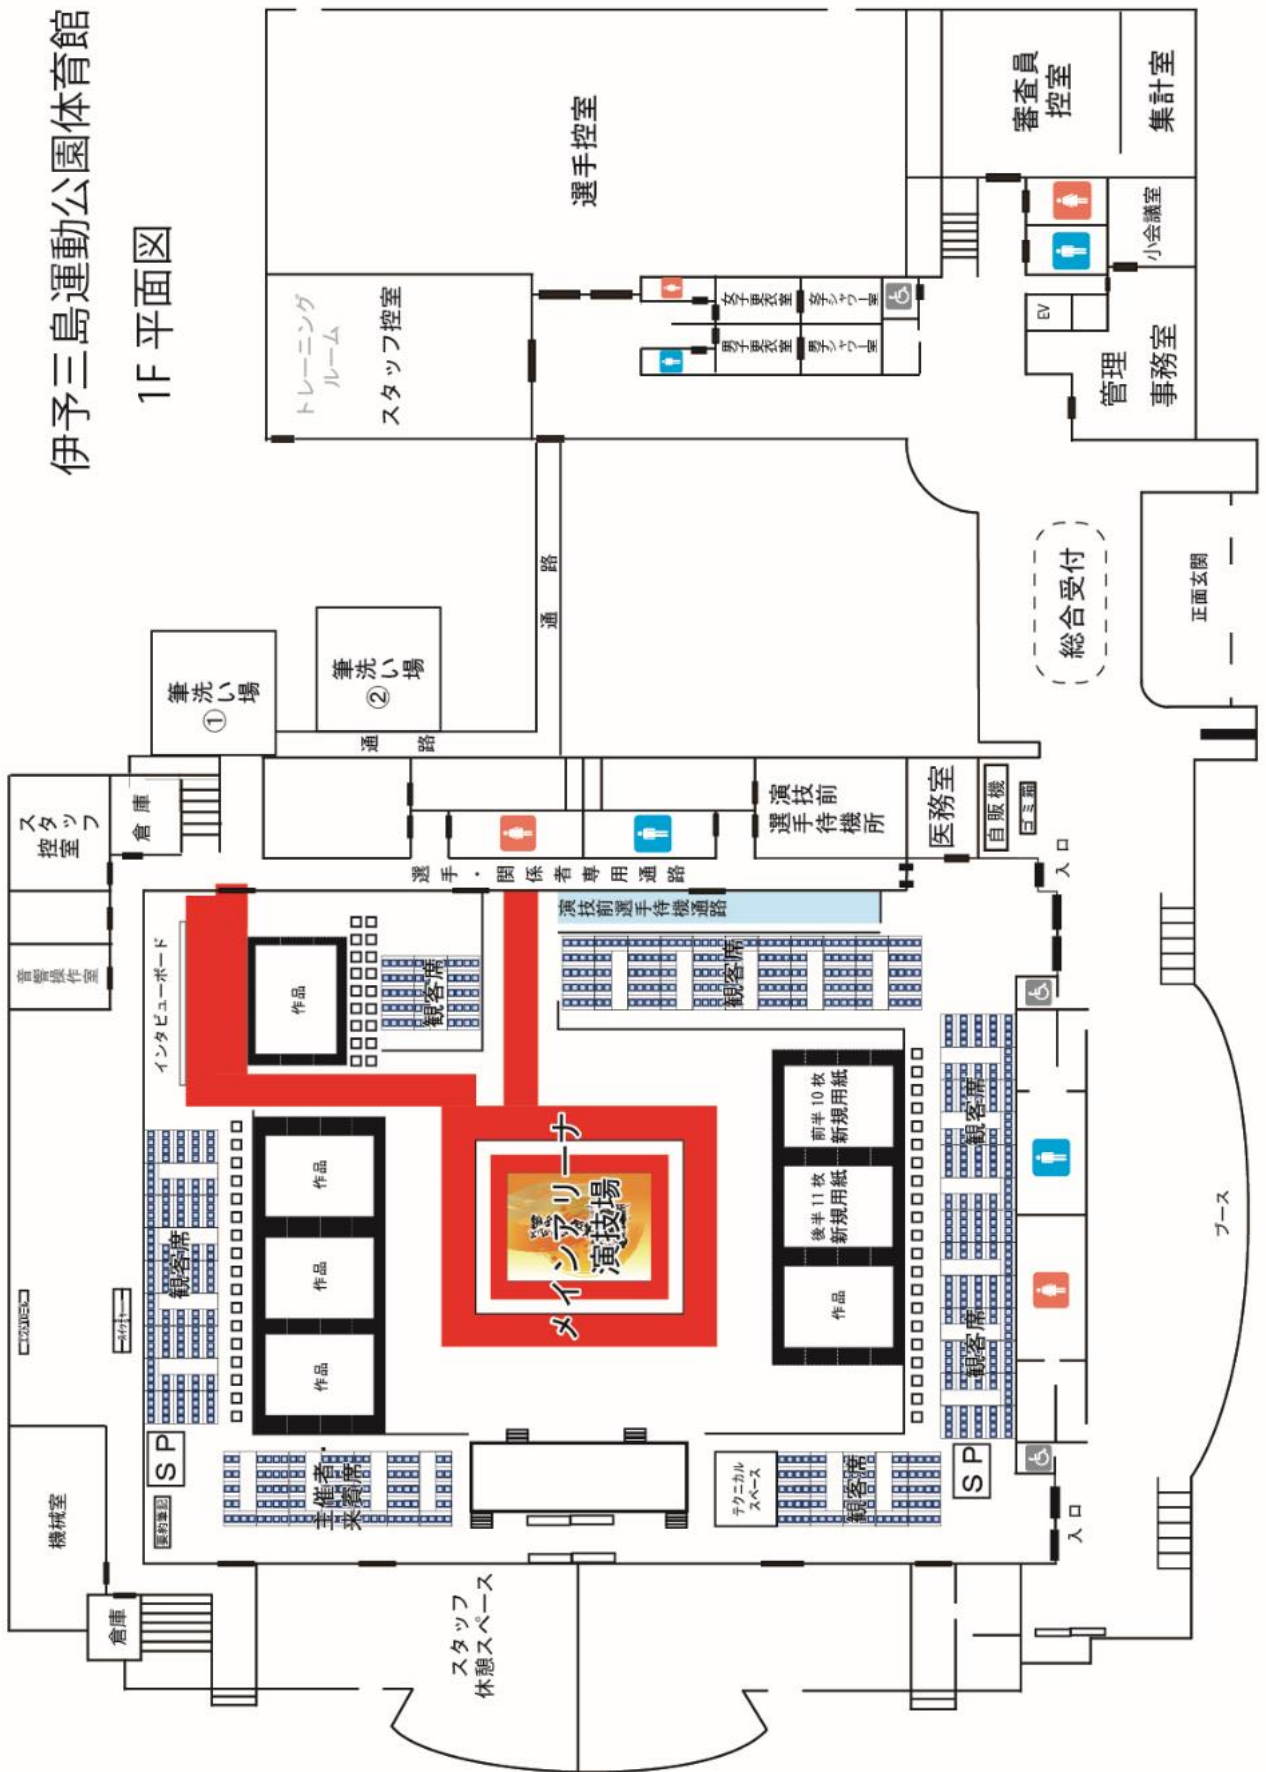 伊予三島運動公園体育館
1F 平面図
選手控室
審査員
控室
集計室
小会議室
トレーニング
ルーム
スタッフ控室
女子更衣室
女子シャワー室
男子更衣室
男子シャワー室
EV
管理
事務室
通路
総合受付
正面玄関
筆洗い場
①
筆洗い場
②
通路
スタッフ
控室
倉庫
音響操作室
演技前
選手待機所
医務室
自販機
ゴミ箱
入口
選手・関係者専用通路
演技前選手待機通路
インタビューボード
作品
観客席
観客席
観客席
作品
作品
作品
メインアリーナ
演技場
前半10枚
新規用紙
後半11枚
新規用紙
作品
観客席
観客席
ブース
SP
要約筆記
主催者・
来賓席
テクニカル
スペース
観客席
SP
入口
機械室
倉庫
スタッフ
休憩スペース